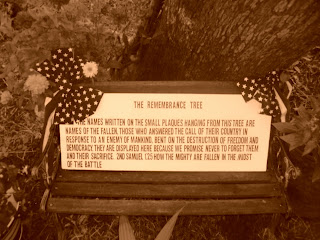 THE REMEMBRANCE TREE
THE NAMES WRITTEN ON THE SMALL PLAQUES HANGING FROM THIS TREE ARE
NAMES OF THE FALLEN, THOSE WHO ANSWERED THE CALL OF THEIR COUNTRY IN
RESPONSE TO AN ENEMY OF MANKIND, BENT ON THE DESTRUCTION OF FREEDOM AND
DEMOCRACY. THEY ARE DISPLAYED HERE BECAUSE WE PROMISE NEVER TO FORGET THEM
AND THEIR SACRIFICE. 2ND SAMUEL 1:25 HOW THE MIGHTY ARE FALLEN IN THE MIDST
OF THE BATTLE